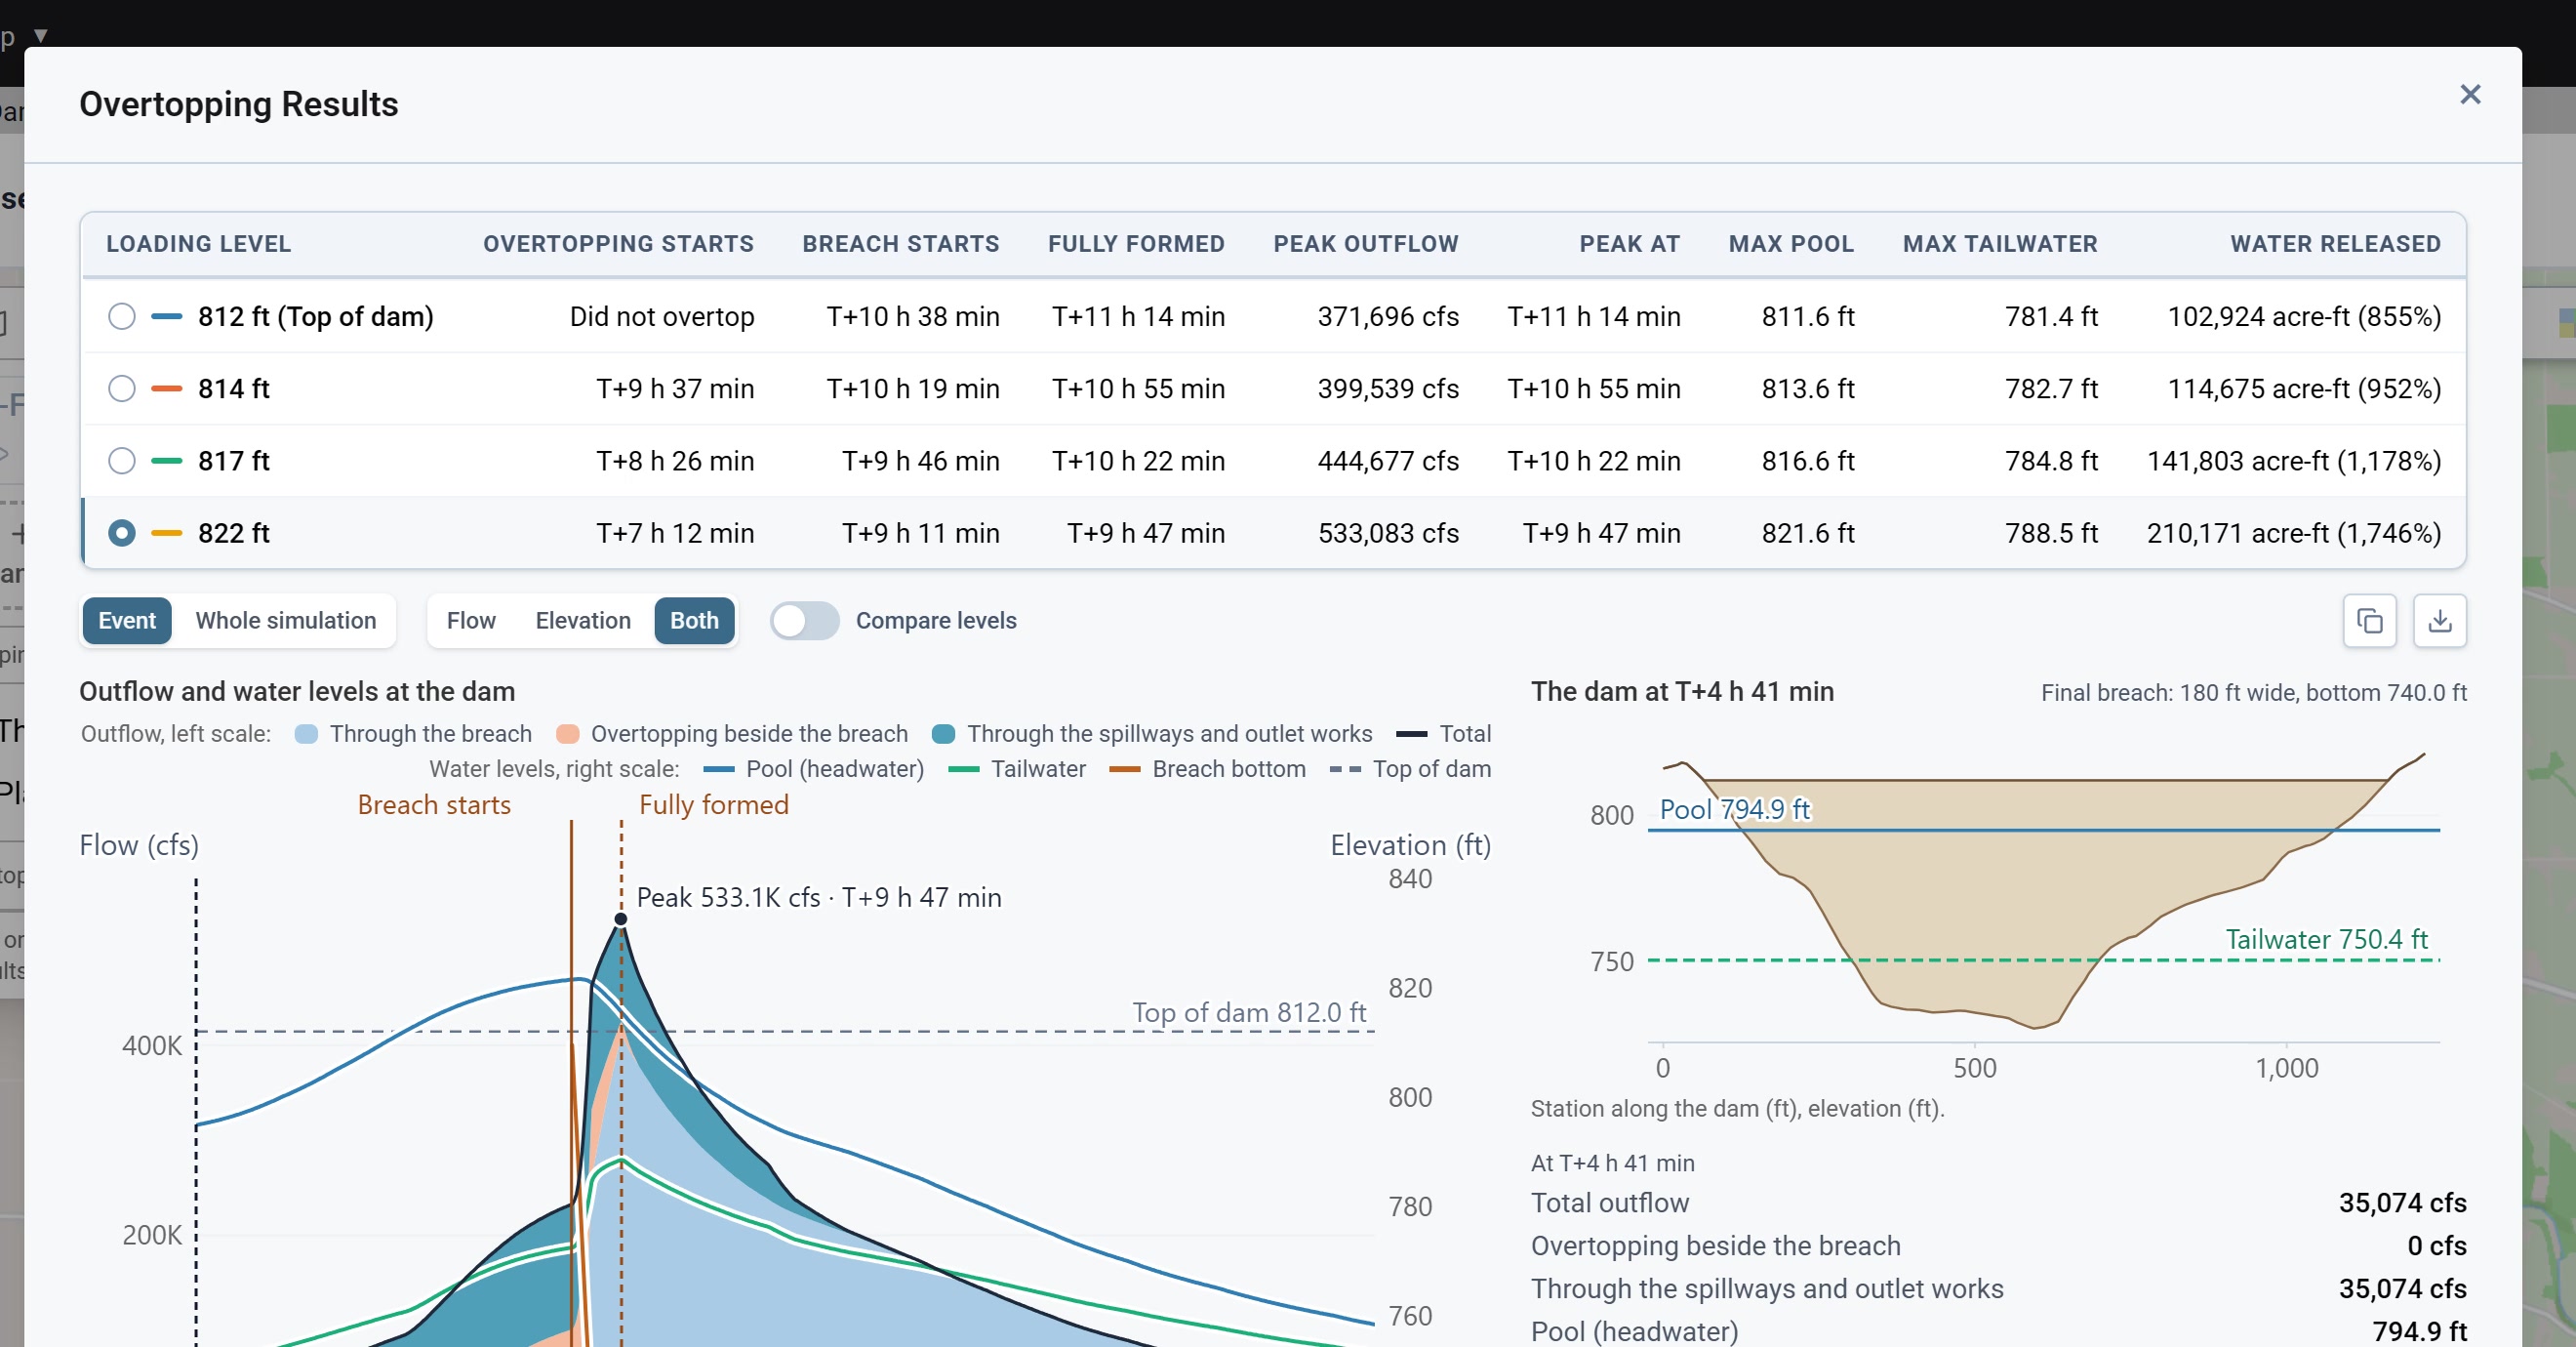 p ▼
Overtopping Results
LOADING LEVEL OVERTOPPING STARTS BREACH STARTS FULLY FORMED PEAK OUTFLOW PEAK AT MAX POOL MAX TAILWATER WATER RELEASED
812 ft (Top of dam) Did not overtop T+10 h 38 min T+11 h 14 min 371,696 cfs T+11 h 14 min 811.6 ft 781.4 ft 102,924 acre-ft (855%)
814 ft T+9 h 37 min T+10 h 19 min T+10 h 55 min 399,539 cfs T+10 h 55 min 813.6 ft 782.7 ft 114,675 acre-ft (952%)
817 ft T+8 h 26 min T+9 h 46 min T+10 h 22 min 444,677 cfs T+10 h 22 min 816.6 ft 784.8 ft 141,803 acre-ft (1,178%)
822 ft T+7 h 12 min T+9 h 11 min T+9 h 47 min 533,083 cfs T+9 h 47 min 821.6 ft 788.5 ft 210,171 acre-ft (1,746%)
Event Whole simulation Flow Elevation Both Compare levels
Outflow and water levels at the dam
Outflow, left scale: Through the breach Overtopping beside the breach Through the spillways and outlet works Total
Water levels, right scale: Pool (headwater) Tailwater Breach bottom Top of dam
Breach starts Fully formed
Flow (cfs) Elevation (ft)
840
Peak 533.1K cfs · T+9 h 47 min
820
Top of dam 812.0 ft
400K
800
780
200K
760
The dam at T+4 h 41 min Final breach: 180 ft wide, bottom 740.0 ft
800 Pool 794.9 ft
Tailwater 750.4 ft
750
0 500 1,000
Station along the dam (ft), elevation (ft).
At T+4 h 41 min
Total outflow 35,074 cfs
Overtopping beside the breach 0 cfs
Through the spillways and outlet works 35,074 cfs
Pool (headwater) 794.9 ft